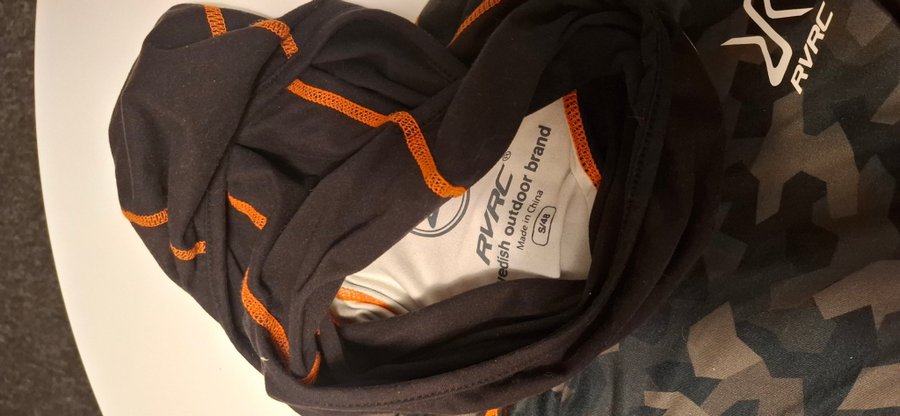 RVRC
RVRC®
wedish outdoor brand
Made in China
S/48